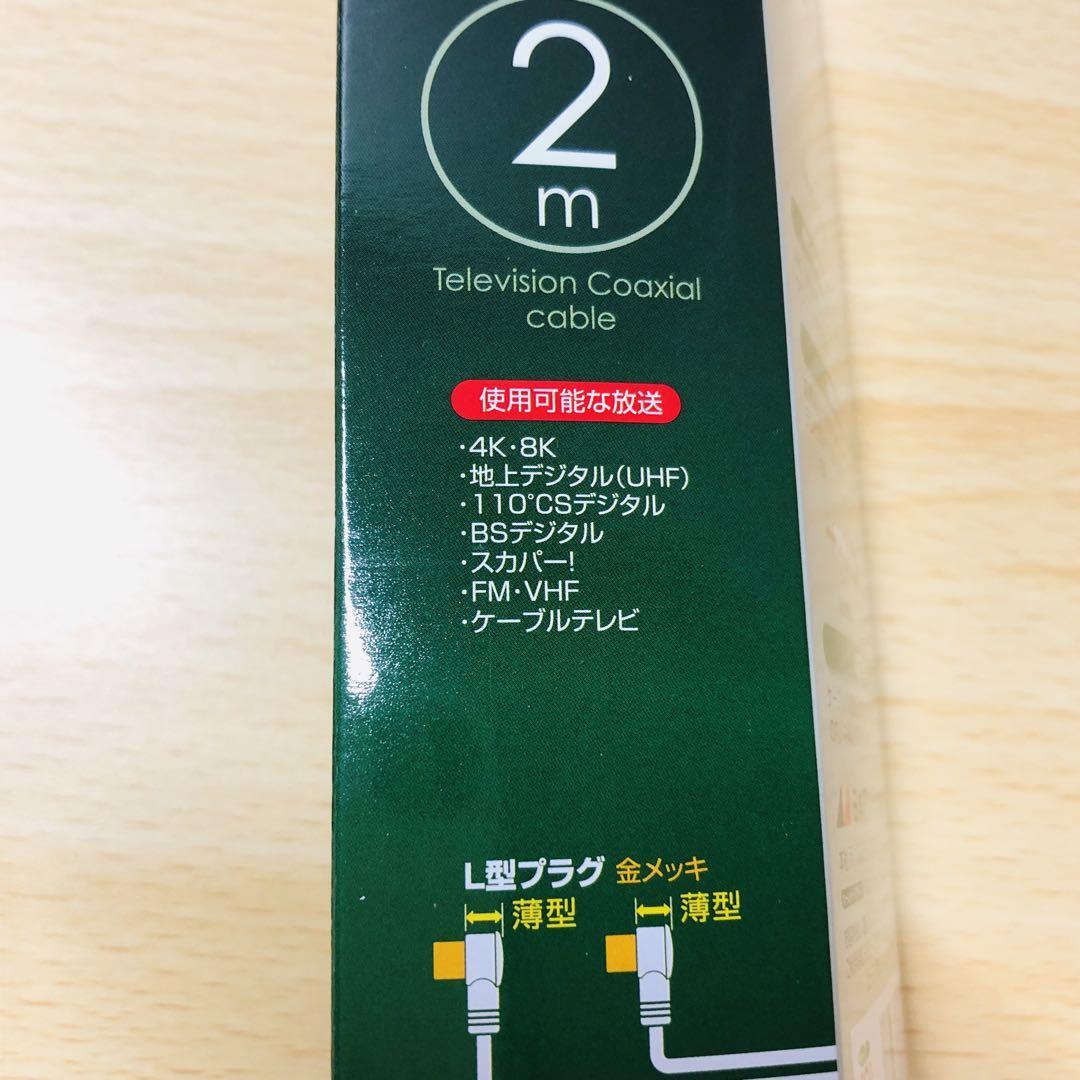 2
m
Television Coaxial
cable
使用可能な放送
・4K・8K
・地上デジタル(UHF)
・110°CSデジタル
・BSデジタル
・スカパー!
・FM・VHF
・ケーブルテレビ
L型プラグ 金メッキ
薄型 薄型